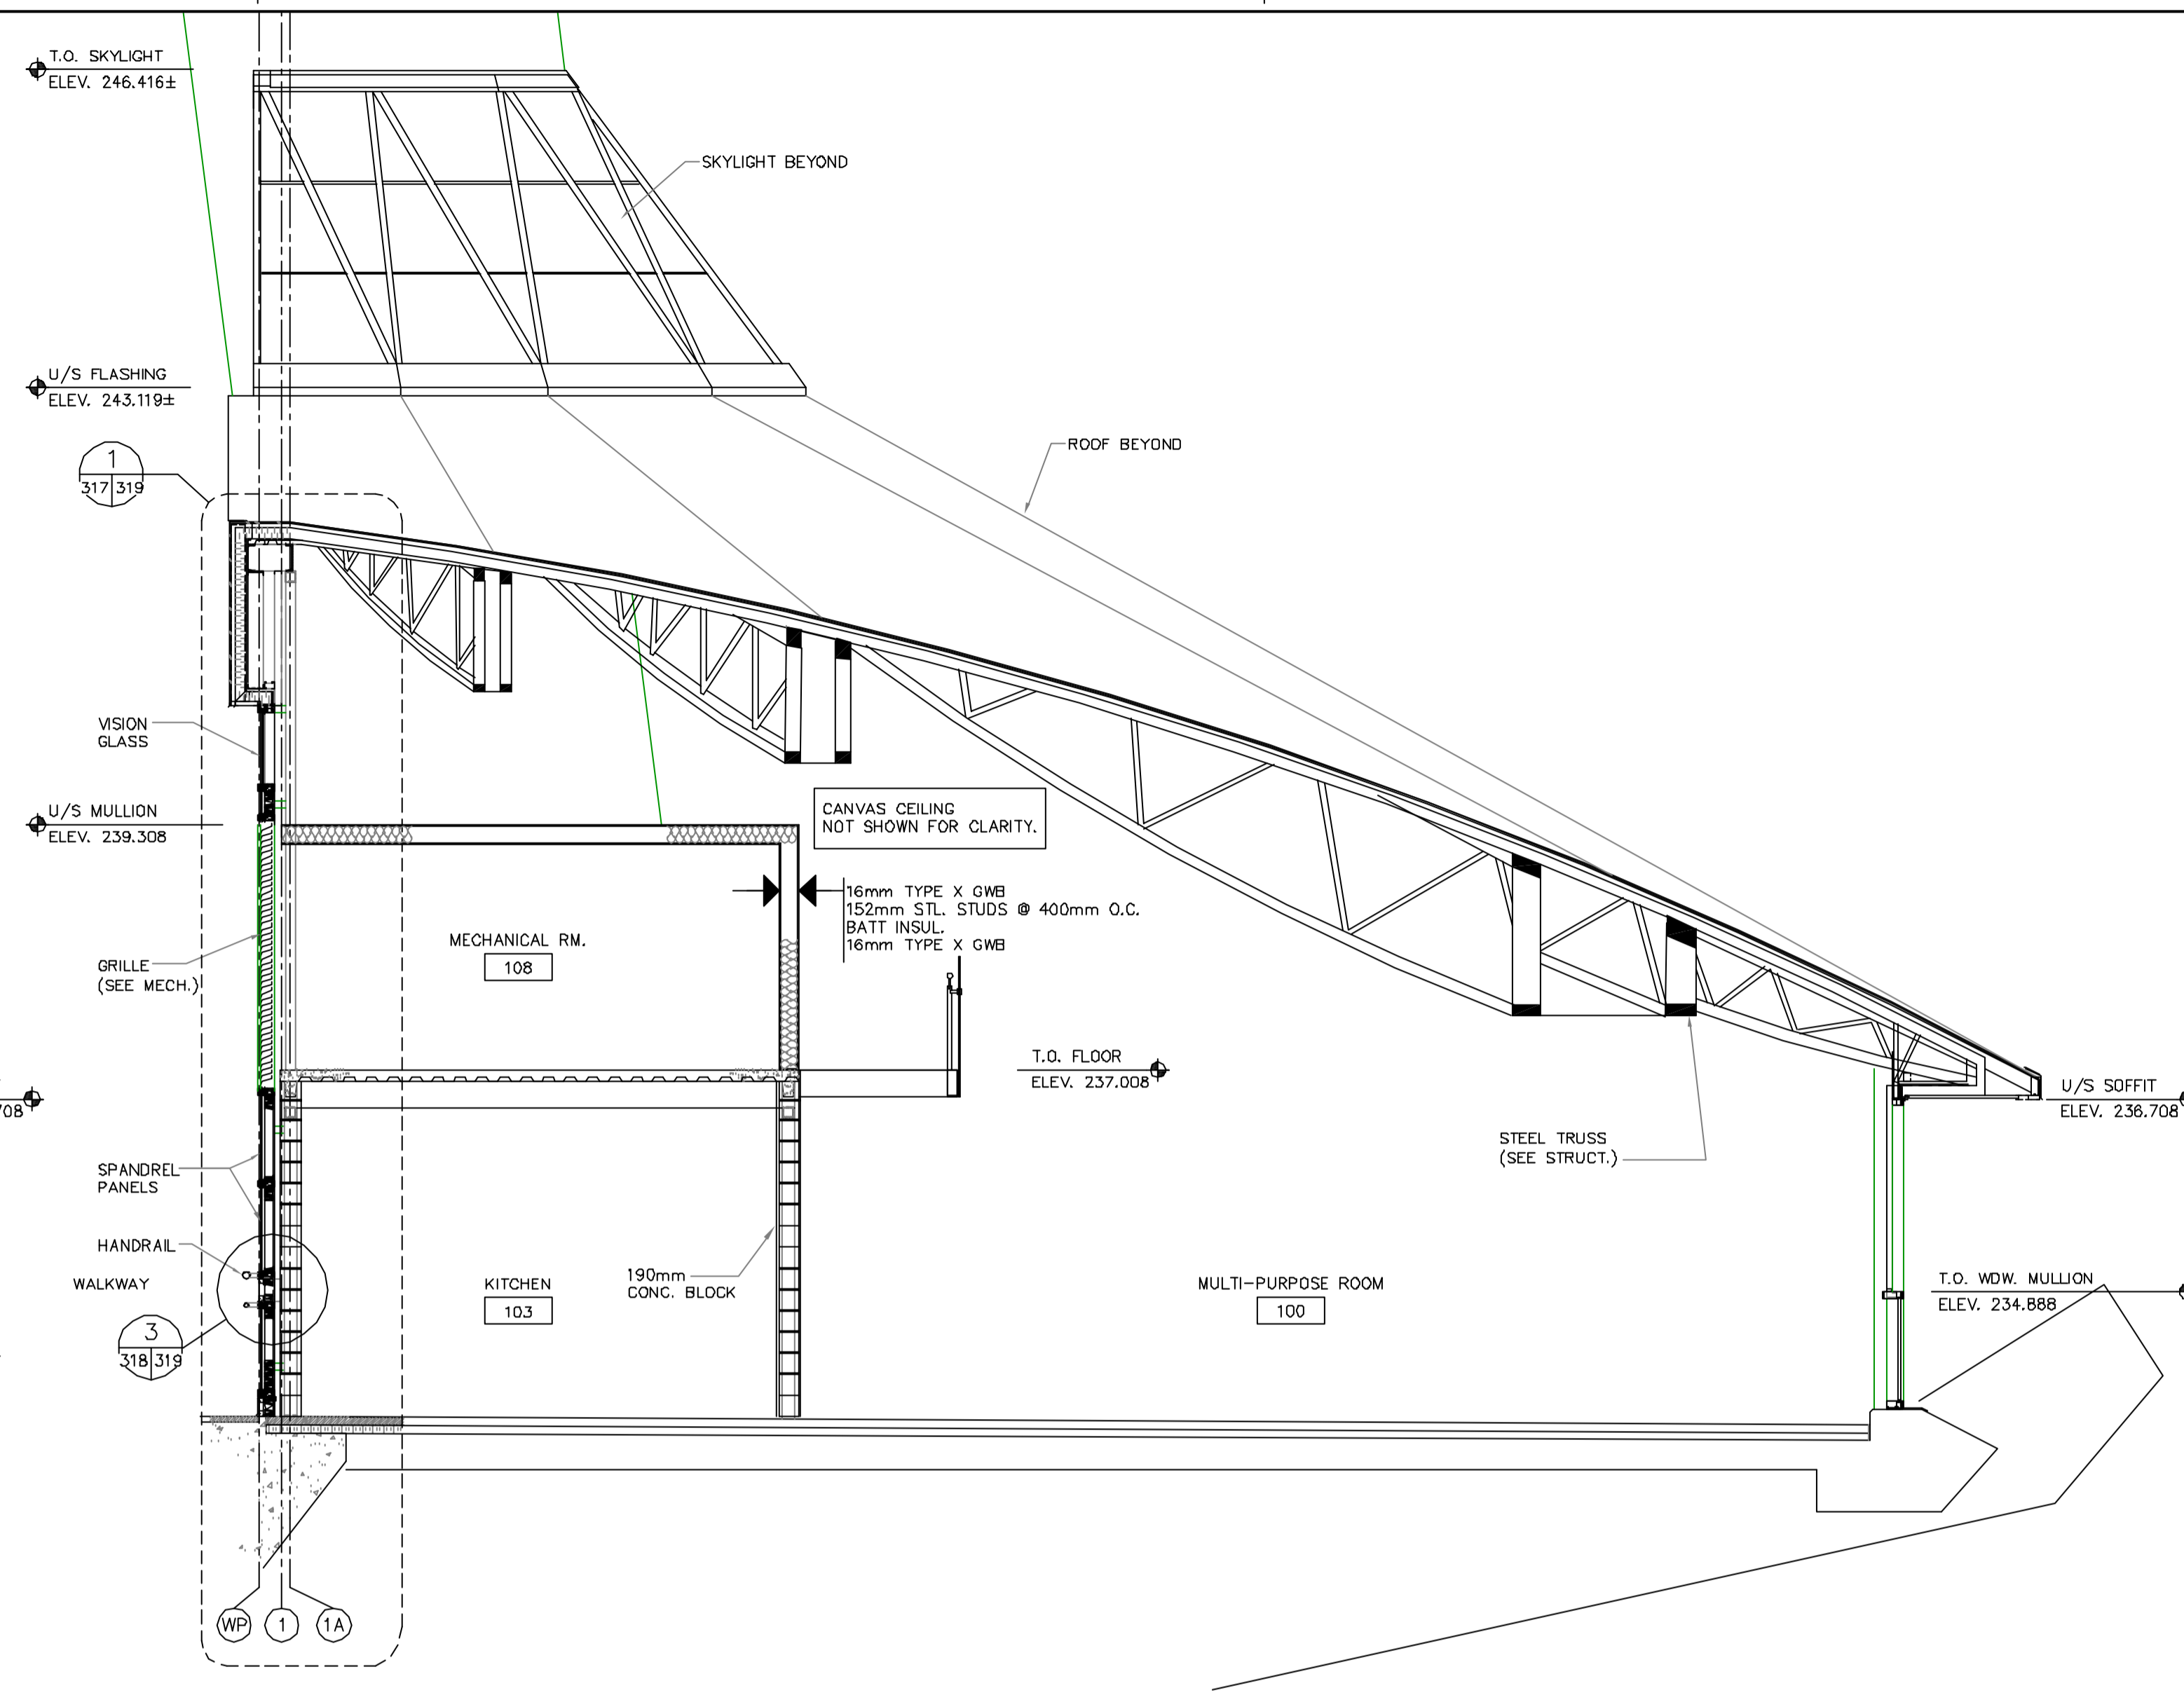 T.O. SKYLIGHT
ELEV. 246.416±
SKYLIGHT BEYOND
U/S FLASHING
ELEV. 243.119±
ROOF BEYOND
1
317 319
VISION
GLASS
U/S MULLION
ELEV. 239.308
CANVAS CEILING
NOT SHOWN FOR CLARITY.
16mm TYPE X GWB
152mm STL. STUDS @ 400mm O.C.
BATT INSUL.
16mm TYPE X GWB
MECHANICAL RM.
108
GRILLE
(SEE MECH.)
T.O. FLOOR
ELEV. 237.008
708
U/S SOFFIT
ELEV. 236.708
STEEL TRUSS
(SEE STRUCT.)
SPANDREL
PANELS
HANDRAIL
WALKWAY
KITCHEN
103
190mm
CONC. BLOCK
MULTI-PURPOSE ROOM
100
T.O. WDW. MULLION
ELEV. 234.888
3
318 319
WP
1
1A